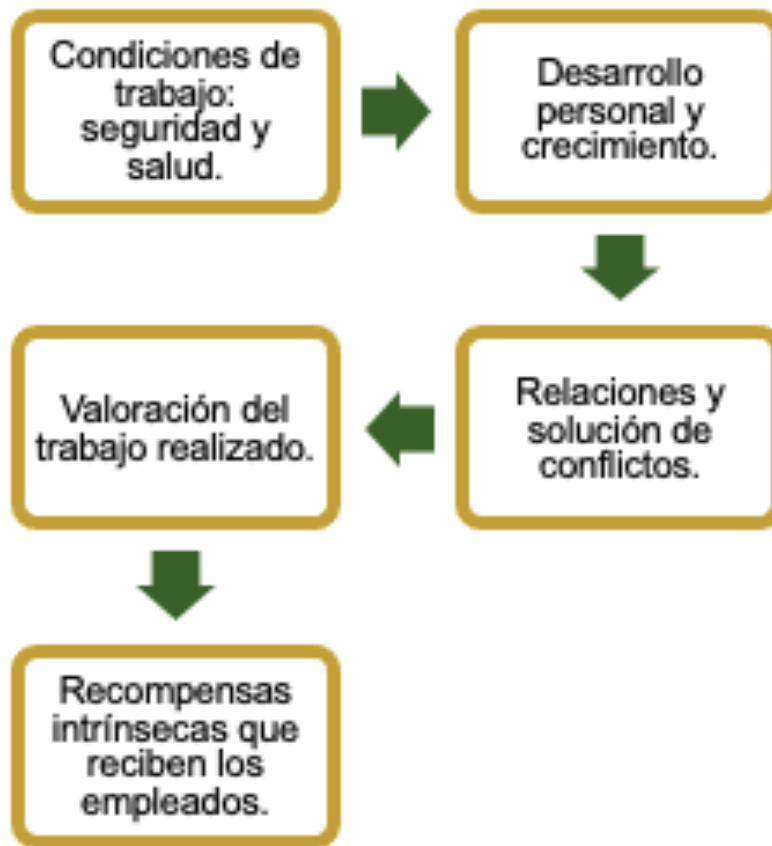 Condiciones de
trabajo:
seguridad y
salud.
Desarrollo
personal y
crecimiento.
Relaciones y
solución de
conflictos.
Valoración del
trabajo realizado.
Recompensas
intrínsecas que
reciben los
empleados.